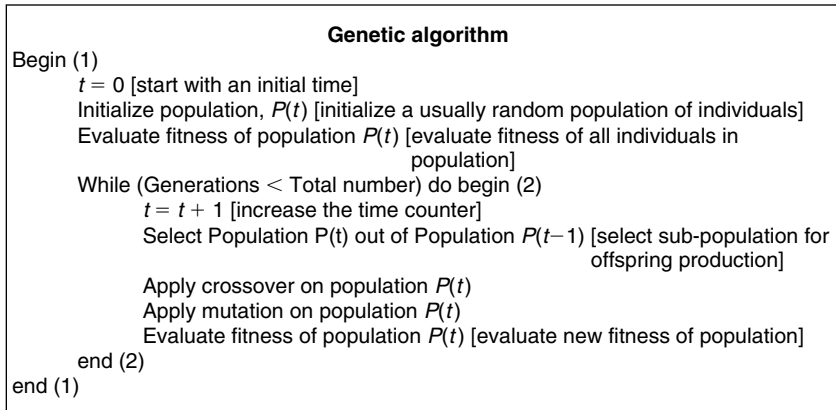 Genetic algorithm
Begin (1)
t = 0 [start with an initial time]
Initialize population, P(t) [initialize a usually random population of individuals]
Evaluate fitness of population P(t) [evaluate fitness of all individuals in
population]
While (Generations < Total number) do begin (2)
t = t + 1 [increase the time counter]
Select Population P(t) out of Population P(t−1) [select sub-population for
offspring production]
Apply crossover on population P(t)
Apply mutation on population P(t)
Evaluate fitness of population P(t) [evaluate new fitness of population]
end (2)
end (1)